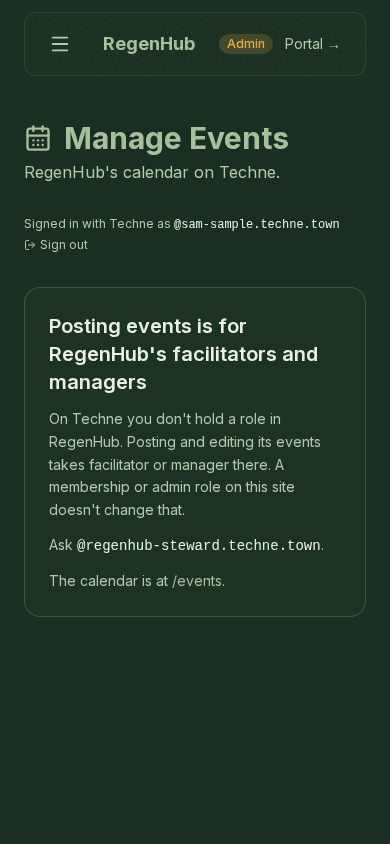 RegenHub
Admin
Portal →
Manage Events
RegenHub's calendar on Techne.
Signed in with Techne as @sam-sample.techne.town
Sign out
Posting events is for
RegenHub's facilitators and
managers
On Techne you don't hold a role in
RegenHub. Posting and editing its events
takes facilitator or manager there. A
membership or admin role on this site
doesn't change that.
Ask @regenhub-steward.techne.town.
The calendar is at /events.